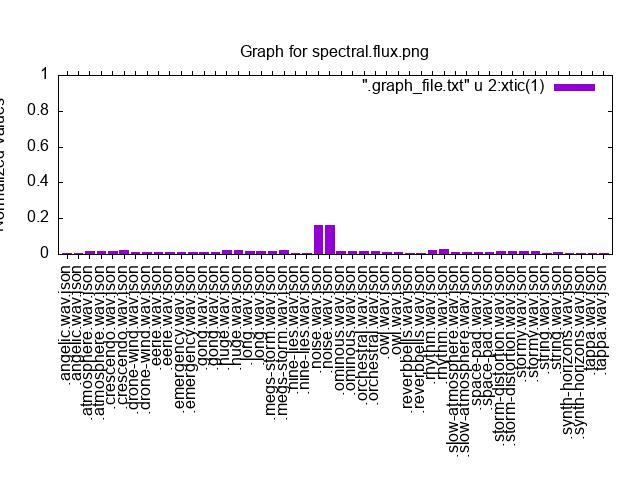 Graph for spectral.flux.png
".graph_file.txt" u 2:xtic(1)
1
0.8
0.6
0.4
0.2
0
Normalized Values
.angelic.wav.json
.angelic.wav.json
.atmosphere.wav.json
.atmosphere.wav.json
.crescendo.wav.json
.crescendo.wav.json
.drone-wind.wav.json
.drone-wind.wav.json
.eerie.wav.json
.eerie.wav.json
.emergency.wav.json
.emergency.wav.json
.gong.wav.json
.gong.wav.json
.huge.wav.json
.huge.wav.json
.long.wav.json
.long.wav.json
.megs-storm.wav.json
.megs-storm.wav.json
.nine-lies.wav.json
.nine-lies.wav.json
.noise.wav.json
.noise.wav.json
.ominous.wav.json
.ominous.wav.json
.orchestral.wav.json
.orchestral.wav.json
.owl.wav.json
.owl.wav.json
.reverbells.wav.json
.reverbells.wav.json
.rhythm.wav.json
.rhythm.wav.json
.slow-atmosphere.wav.json
.slow-atmosphere.wav.json
.space-pad.wav.json
.space-pad.wav.json
.storm-distortion.wav.json
.storm-distortion.wav.json
.stormy.wav.json
.stormy.wav.json
.string.wav.json
.string.wav.json
.synth-horizons.wav.json
.synth-horizons.wav.json
.tappa.wav.json
.tappa.wav.json